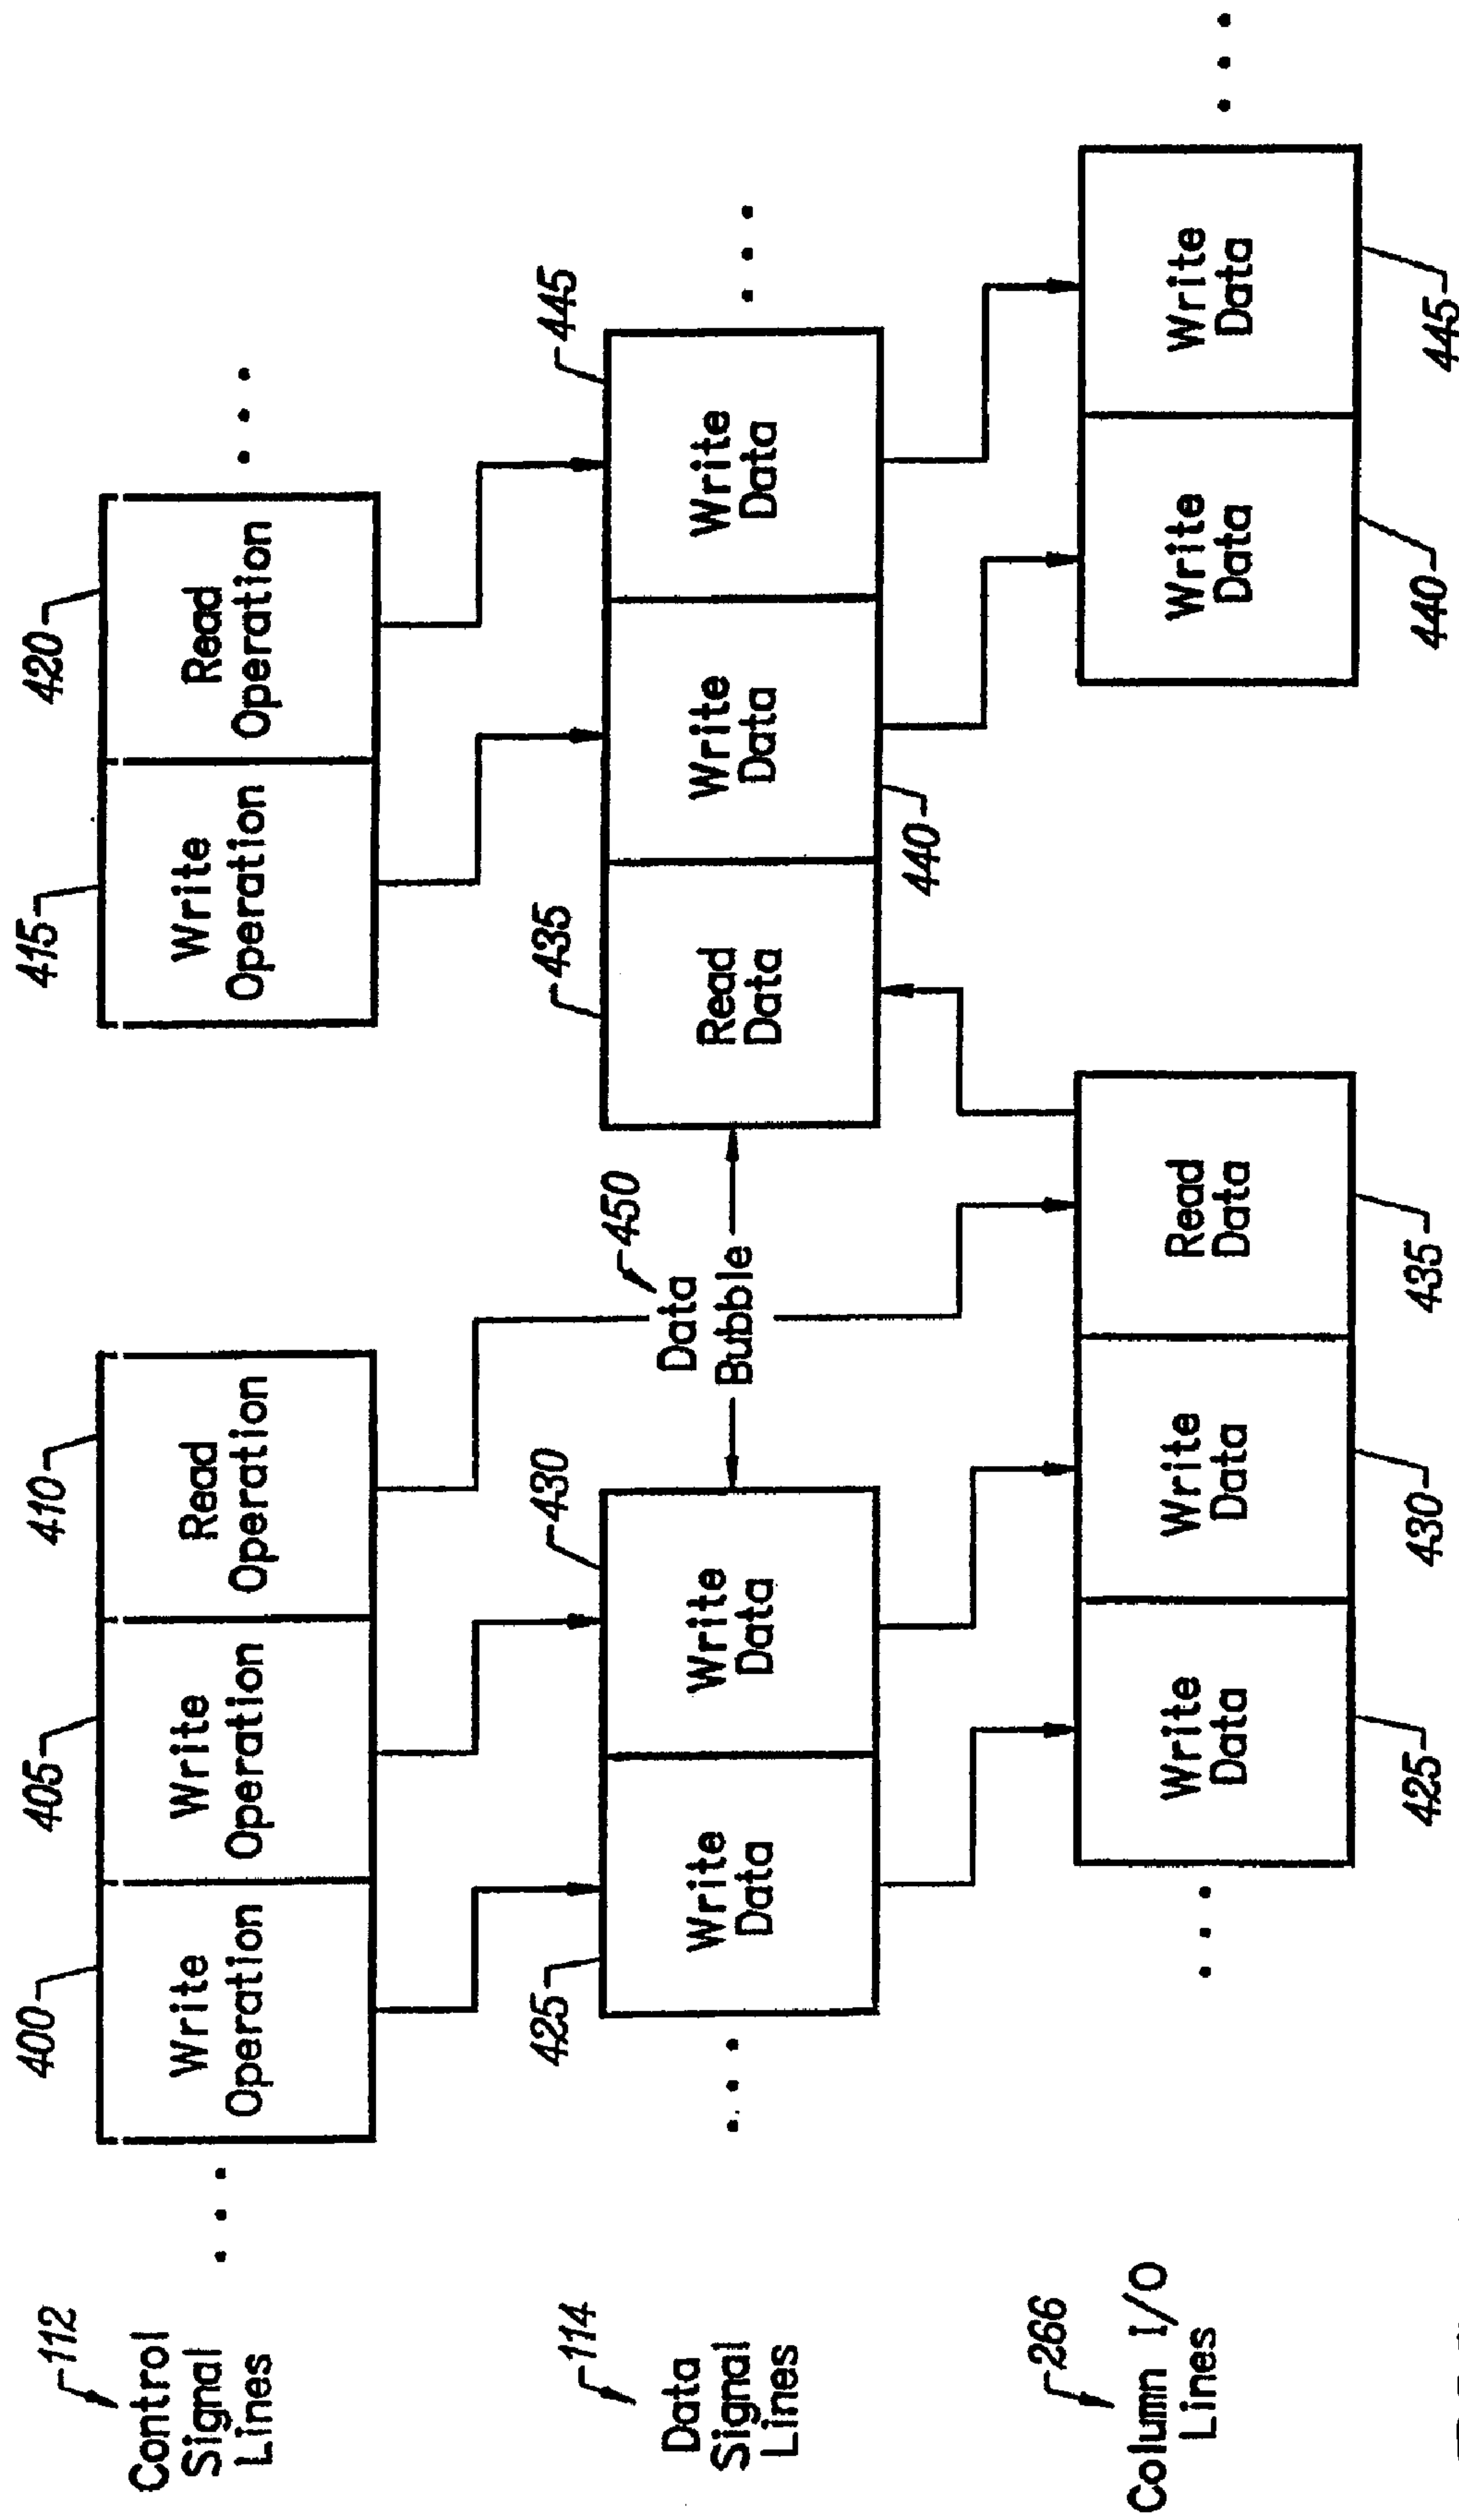 112
Control
Signal
Lines
400
Write
Operation
405
Write
Operation
410
Read
Operation
415
Write
Operation
420
Read
Operation
114
Data
Signal
Lines
425
Write
Data
430
Write
Data
450
Data
Bubble
435
Read
Data
440
Write
Data
445
Write
Data
266
Column I/O
Lines
425
Write
Data
430
Write
Data
435
Read
Data
440
Write
Data
445
Write
Data